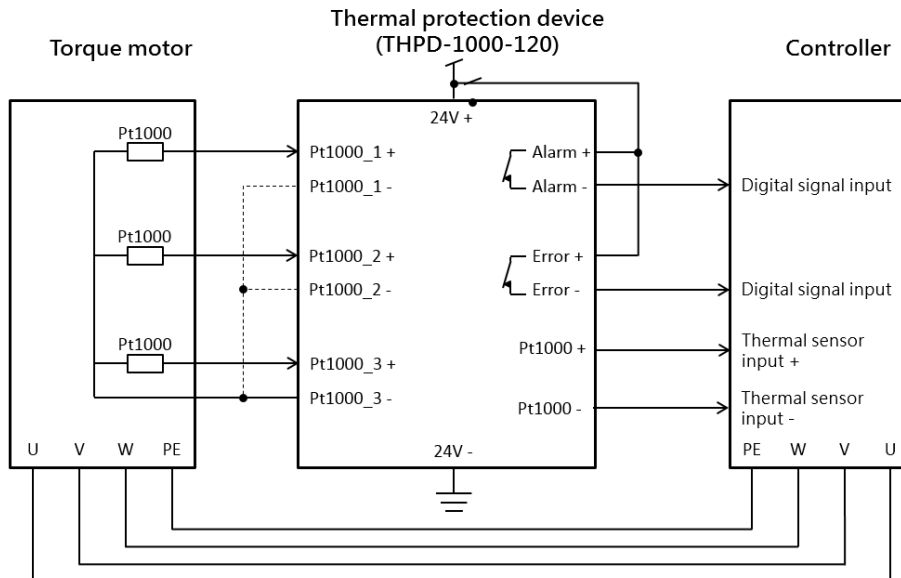 Thermal protection device
(THPD-1000-120)
Torque motor
Controller
24V +
Pt1000
Pt1000_1 +
Alarm +
Pt1000_1 -
Alarm -
Digital signal input
Pt1000
Pt1000_2 +
Error +
Pt1000_2 -
Error -
Digital signal input
Pt1000
Pt1000_3 +
Pt1000 +
Thermal sensor
input +
Pt1000_3 -
Pt1000 -
Thermal sensor
input -
U V W PE
24V -
PE W V U